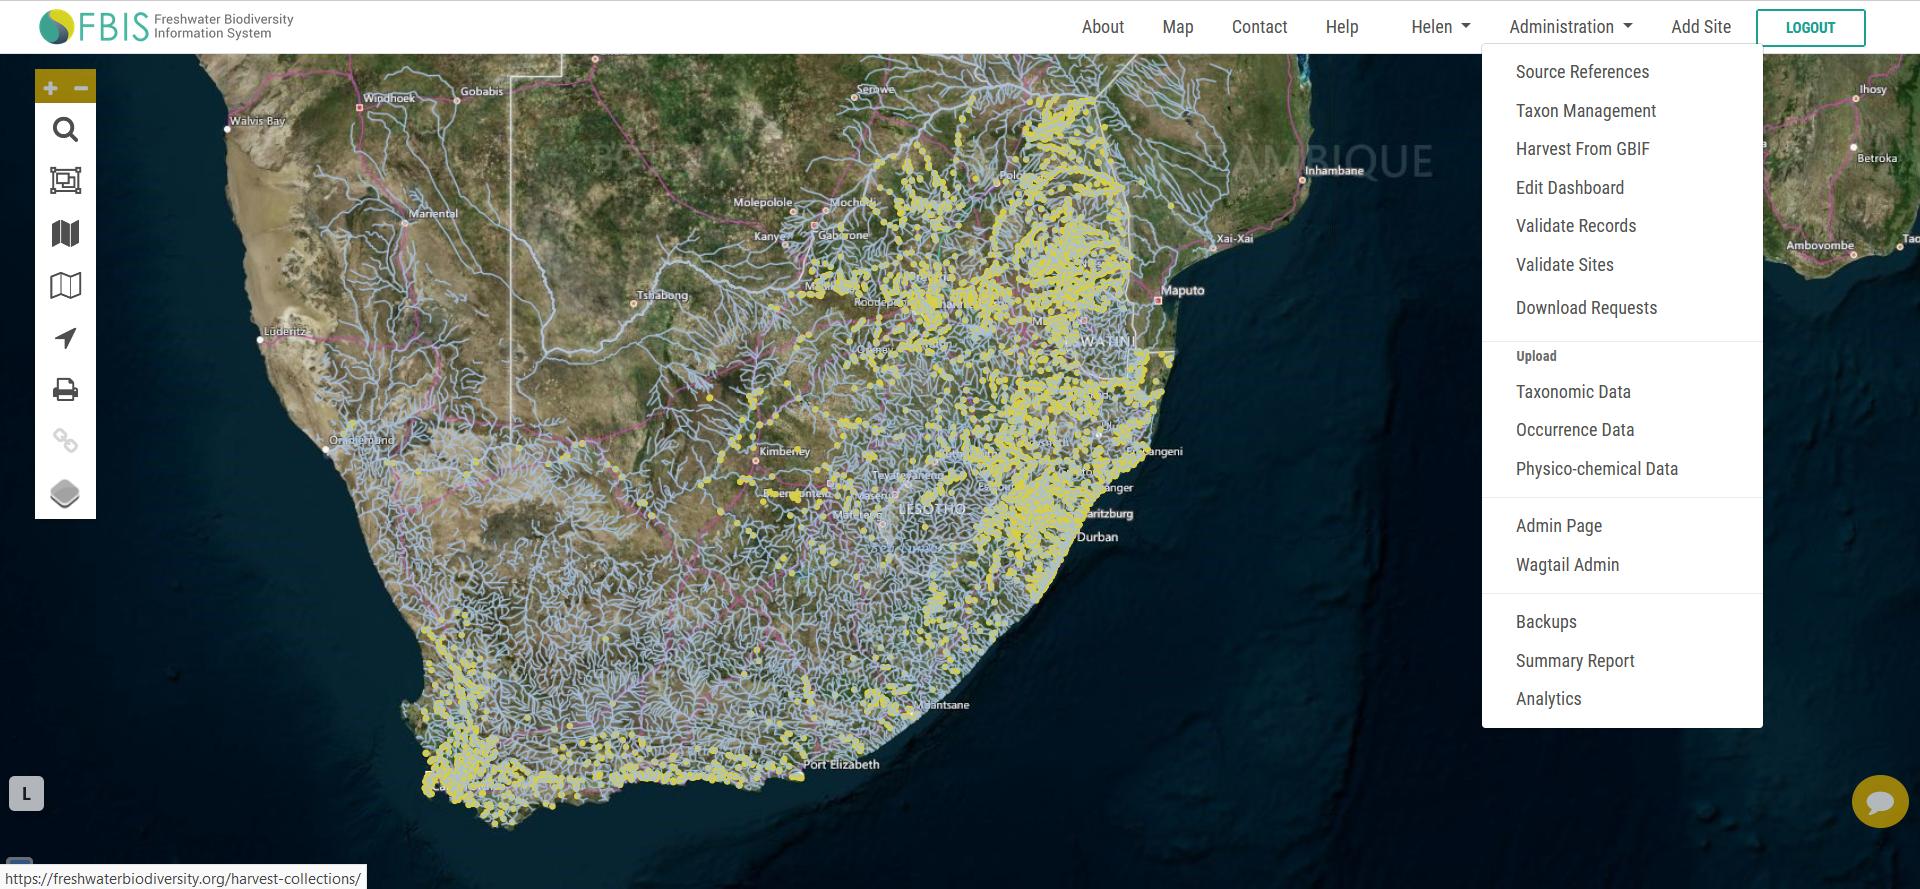 FBIS
Freshwater Biodiversity
Information System
About
Map
Contact
Help
Helen
Administration
Add Site
LOGOUT
Source References
Taxon Management
Harvest From GBIF
Edit Dashboard
Validate Records
Validate Sites
Download Requests
Upload
Taxonomic Data
Occurrence Data
Physico-chemical Data
Admin Page
Wagtail Admin
Backups
Summary Report
Analytics
Windhoek
Gobabis
Walvis Bay
Serowe
Ihosy
Betroka
Inhambane
Molepolole
Mochudi
Mariental
Kanye
Gaborone
Xai-Xai
Ambovombe
Tshabong
Maputo
Luderitz
Oranjemund
Kimberley
Bloemfontein
Maseru
LESOTHO
Durban
Port Elizabeth
L
https://freshwaterbiodiversity.org/harvest-collections/